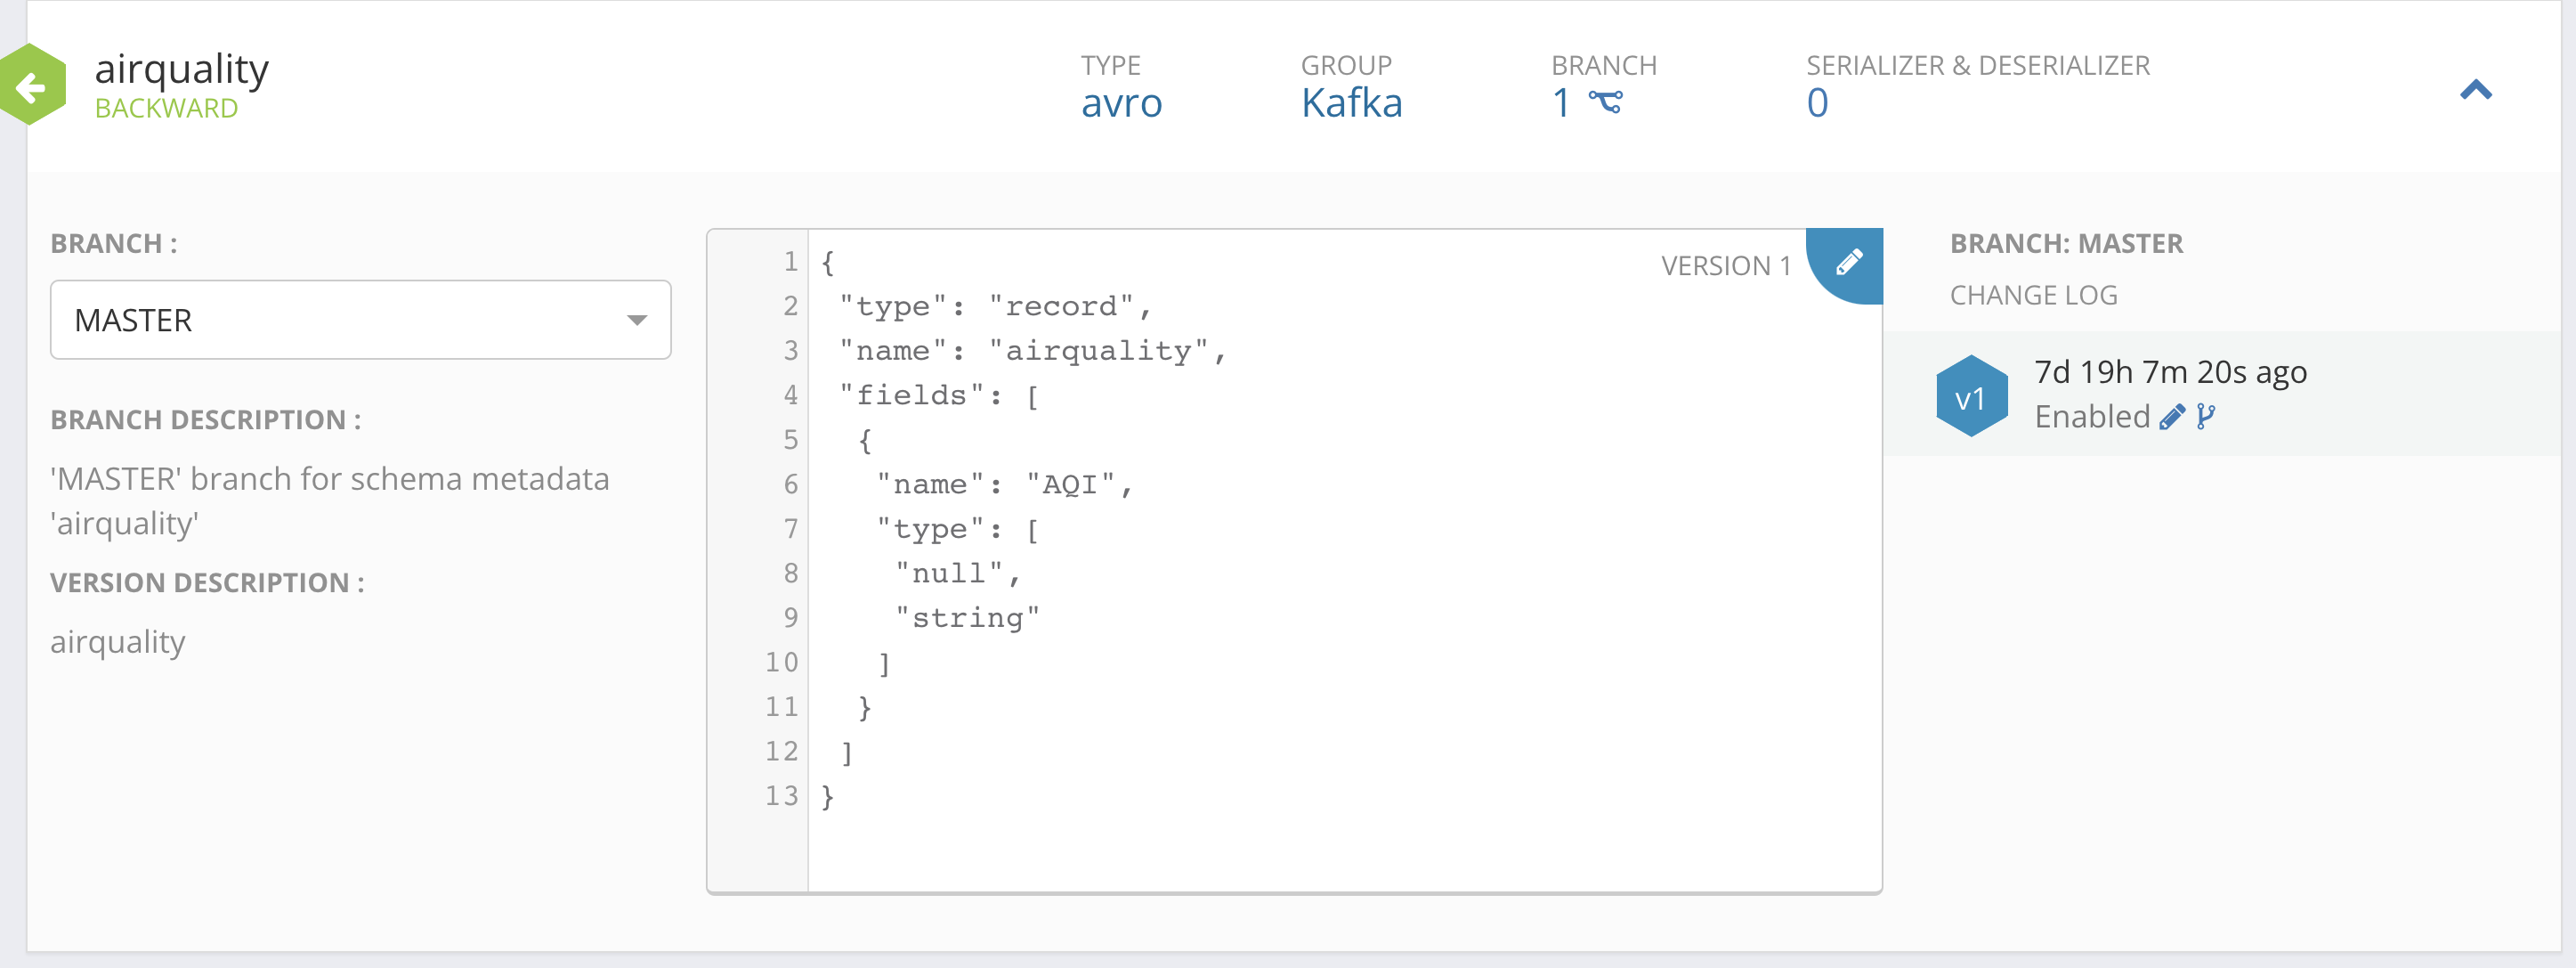 airquality
BACKWARD
TYPE
avro
GROUP
Kafka
BRANCH
1
SERIALIZER & DESERIALIZER
0
BRANCH :
MASTER
BRANCH DESCRIPTION :
'MASTER' branch for schema metadata
'airquality'
VERSION DESCRIPTION :
airquality
VERSION 1
1 {
2 "type": "record",
3 "name": "airquality",
4 "fields": [
5 {
6 "name": "AQI",
7 "type": [
8 "null",
9 "string"
10 ]
11 }
12 ]
13 }
BRANCH: MASTER
CHANGE LOG
v1
7d 19h 7m 20s ago
Enabled